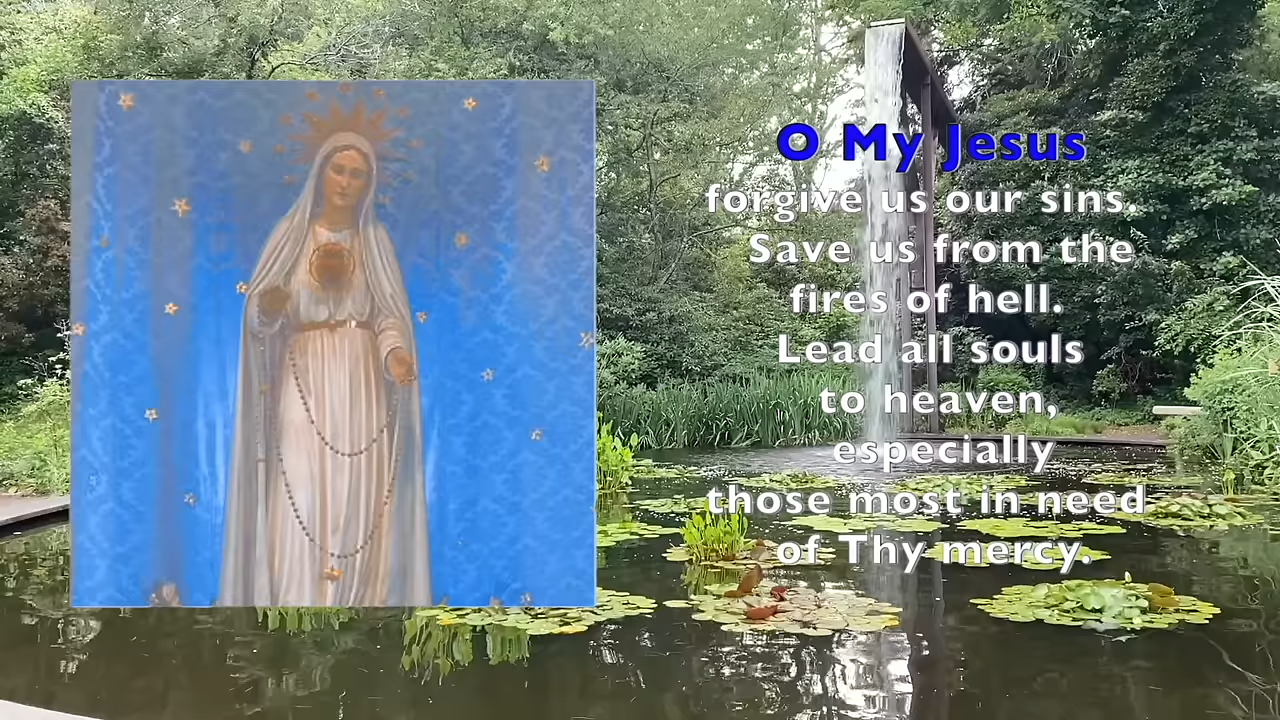 O My Jesus
forgive us our sins.
Save us from the
fires of hell.
Lead all souls
to heaven,
especially
those most in need
of Thy mercy.